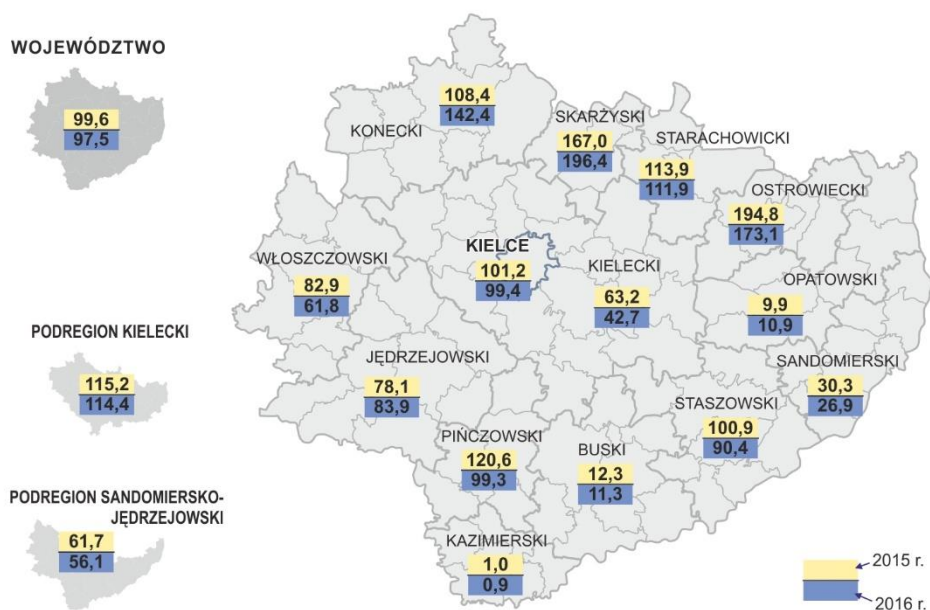 WOJEWÓDZTWO
99,6
97,5
PODREGION KIELECKI
115,2
114,4
PODREGION SANDOMIERSKO-
JĘDRZEJOWSKI
61,7
56,1
KONECKI
108,4
142,4
SKARŻYSKI
167,0
196,4
STARACHOWICKI
113,9
111,9
OSTROWIECKI
194,8
173,1
WŁOSZCZOWSKI
82,9
61,8
KIELCE
101,2
99,4
KIELECKI
63,2
42,7
OPATOWSKI
9,9
10,9
JĘDRZEJOWSKI
78,1
83,9
SANDOMIERSKI
30,3
26,9
STASZOWSKI
100,9
90,4
PIŃCZOWSKI
120,6
99,3
BUSKI
12,3
11,3
KAZIMIERSKI
1,0
0,9
2015 r.
2016 r.